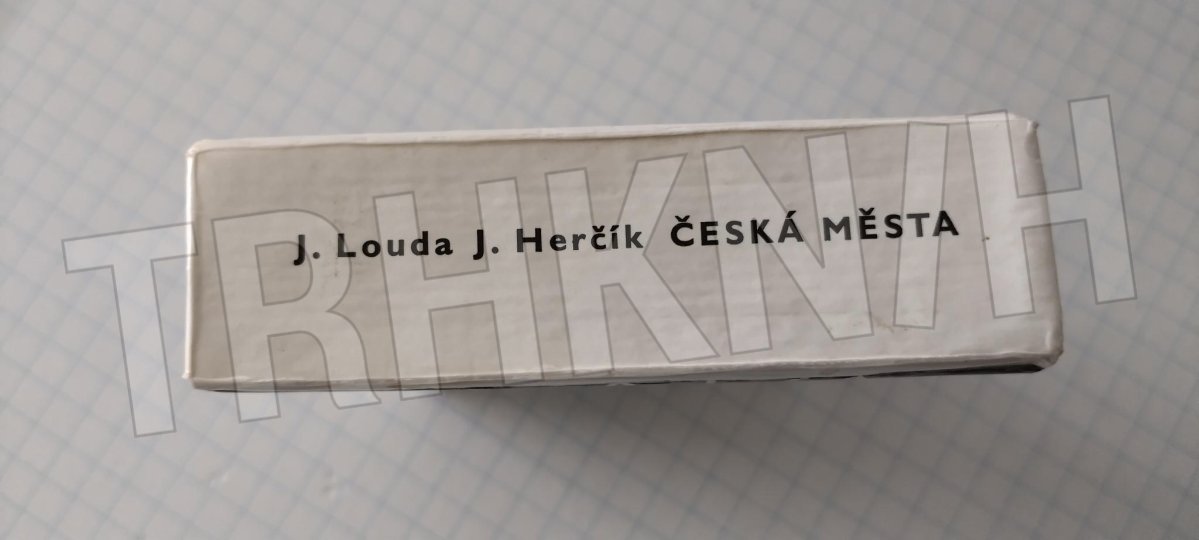 J. Louda J. Herčík ČESKÁ MĚSTA
TRHKNIH